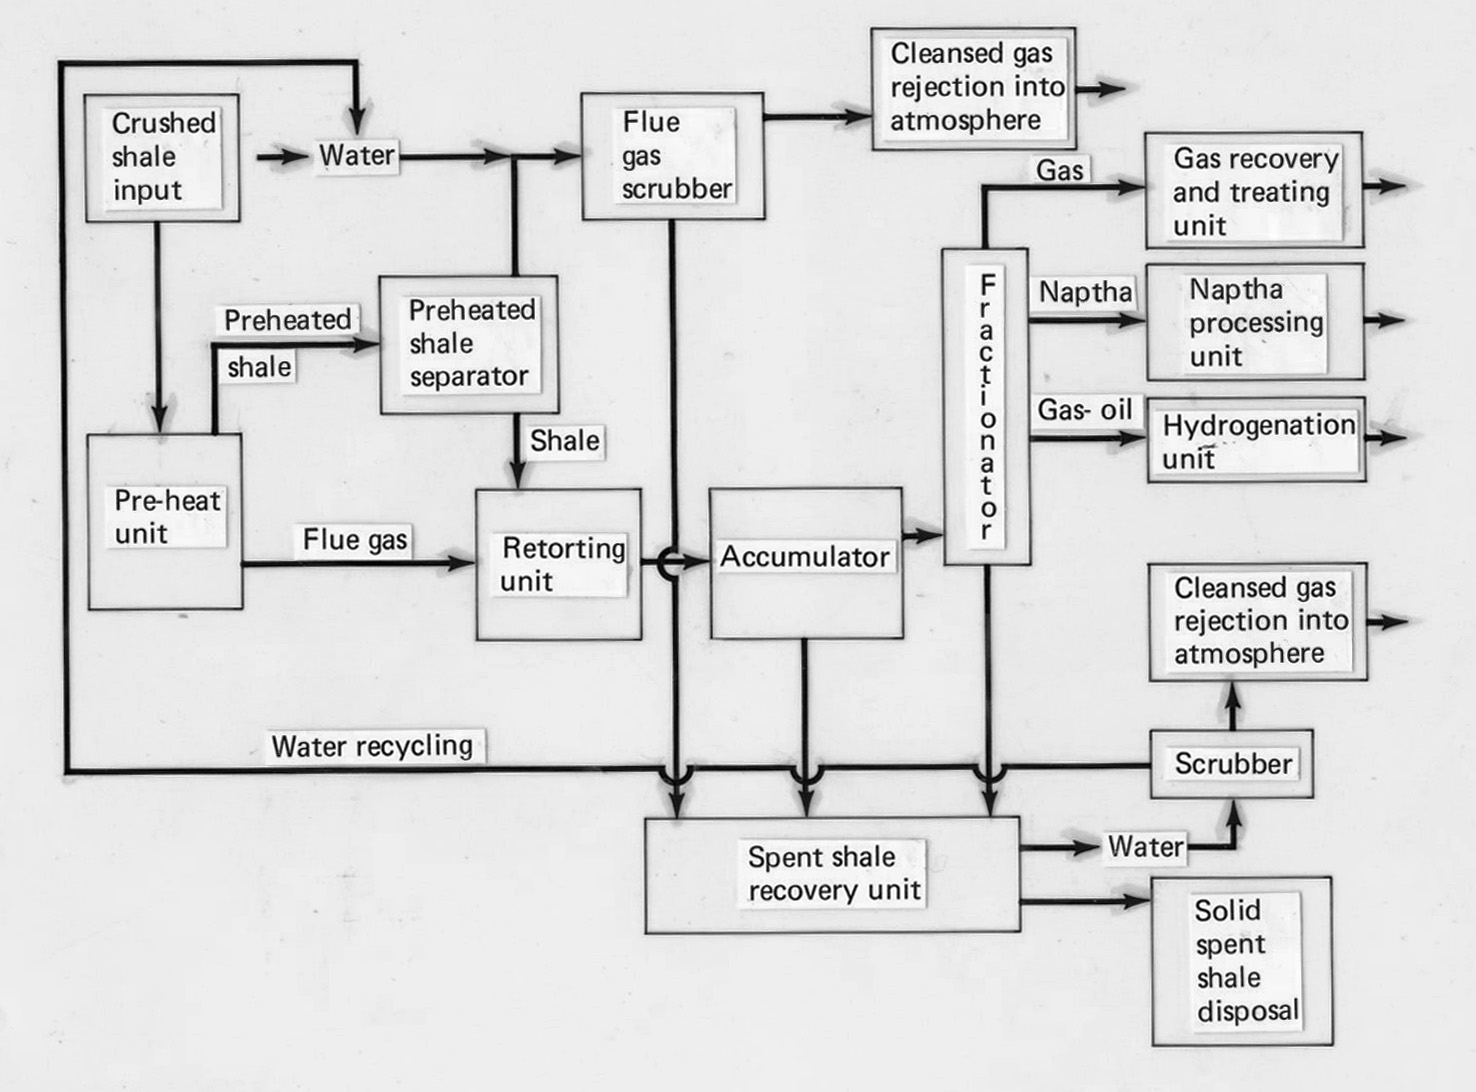 Crushed
shale
input
Water
Flue
gas
scrubber
Cleansed gas
rejection into
atmosphere
Gas
Gas recovery
and treating
unit
Preheated
shale
Preheated
shale
separator
Fractionator
Naptha
Naptha
processing
unit
Gas- oil
Hydrogenation
unit
Shale
Pre-heat
unit
Flue gas
Retorting
unit
Accumulator
Cleansed gas
rejection into
atmosphere
Water recycling
Scrubber
Water
Spent shale
recovery unit
Solid
spent
shale
disposal